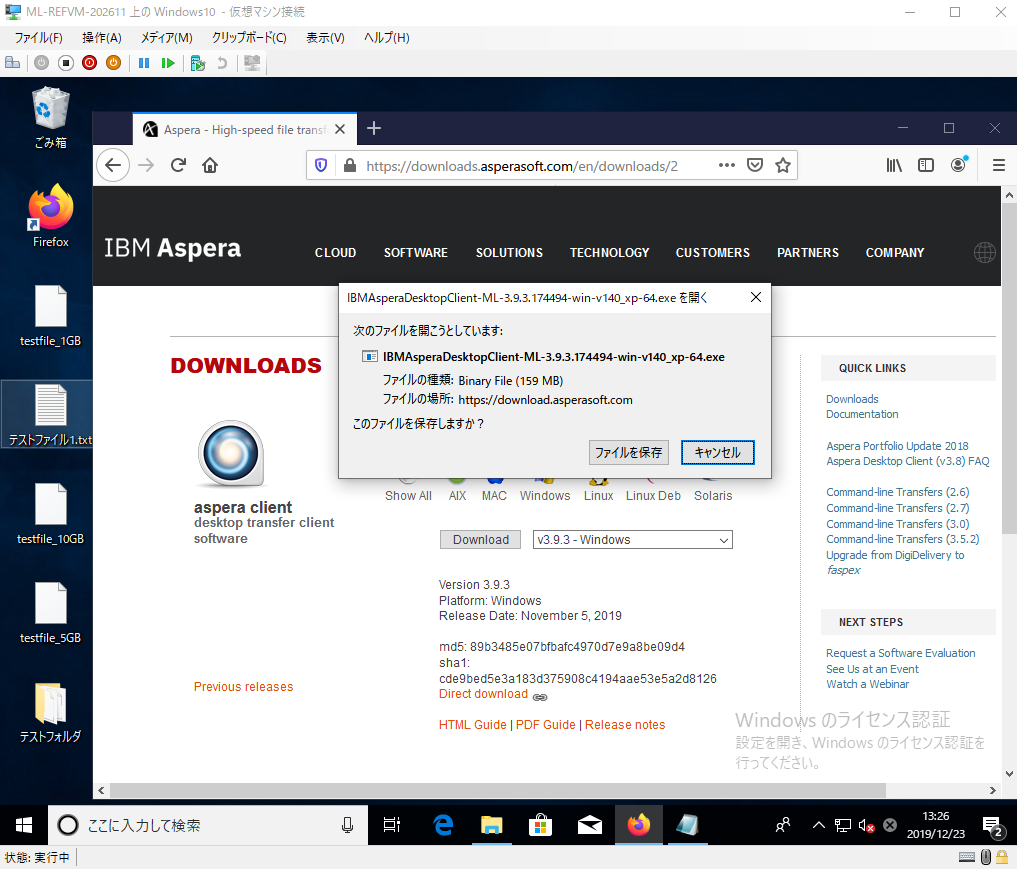 ML-REFVM-202611 上の Windows10 - 仮想マシン接続
ファイル(F) 操作(A) メディア(M) クリップボード(C) 表示(V) ヘルプ(H)
ごみ箱
Firefox
testfile_1GB
テストファイル1.txt
testfile_10GB
testfile_5GB
テストフォルダ
Aspera - High-speed file transf
https://downloads.asperasoft.com/en/downloads/2
IBM Aspera
CLOUD SOFTWARE SOLUTIONS TECHNOLOGY CUSTOMERS PARTNERS COMPANY
IBMAsperaDesktopClient-ML-3.9.3.174494-win-v140_xp-64.exe を開く
次のファイルを開こうとしています:
IBMAsperaDesktopClient-ML-3.9.3.174494-win-v140_xp-64.exe
ファイルの種類: Binary File (159 MB)
ファイルの場所: https://download.asperasoft.com
このファイルを保存しますか？
ファイルを保存 キャンセル
DOWNLOADS
aspera client
desktop transfer client
software
Previous releases
Show All AIX MAC Windows Linux Linux Deb Solaris
Download v3.9.3 - Windows
Version 3.9.3
Platform: Windows
Release Date: November 5, 2019
md5: 89b3485e07bfbafc4970d7e9a8be09d4
sha1:
cde9bed5e3a183d375908c4194aae53e5a2d8126
Direct download
HTML Guide | PDF Guide | Release notes
QUICK LINKS
Downloads
Documentation
Aspera Portfolio Update 2018
Aspera Desktop Client (v3.8) FAQ
Command-line Transfers (2.6)
Command-line Transfers (2.7)
Command-line Transfers (3.0)
Command-line Transfers (3.5.2)
Upgrade from DigiDelivery to
faspex
NEXT STEPS
Request a Software Evaluation
See Us at an Event
Watch a Webinar
Windows のライセンス認証
設定を開き、Windows のライセンス認証を
行ってください。
ここに入力して検索
13:26
2019/12/23
2
状態: 実行中